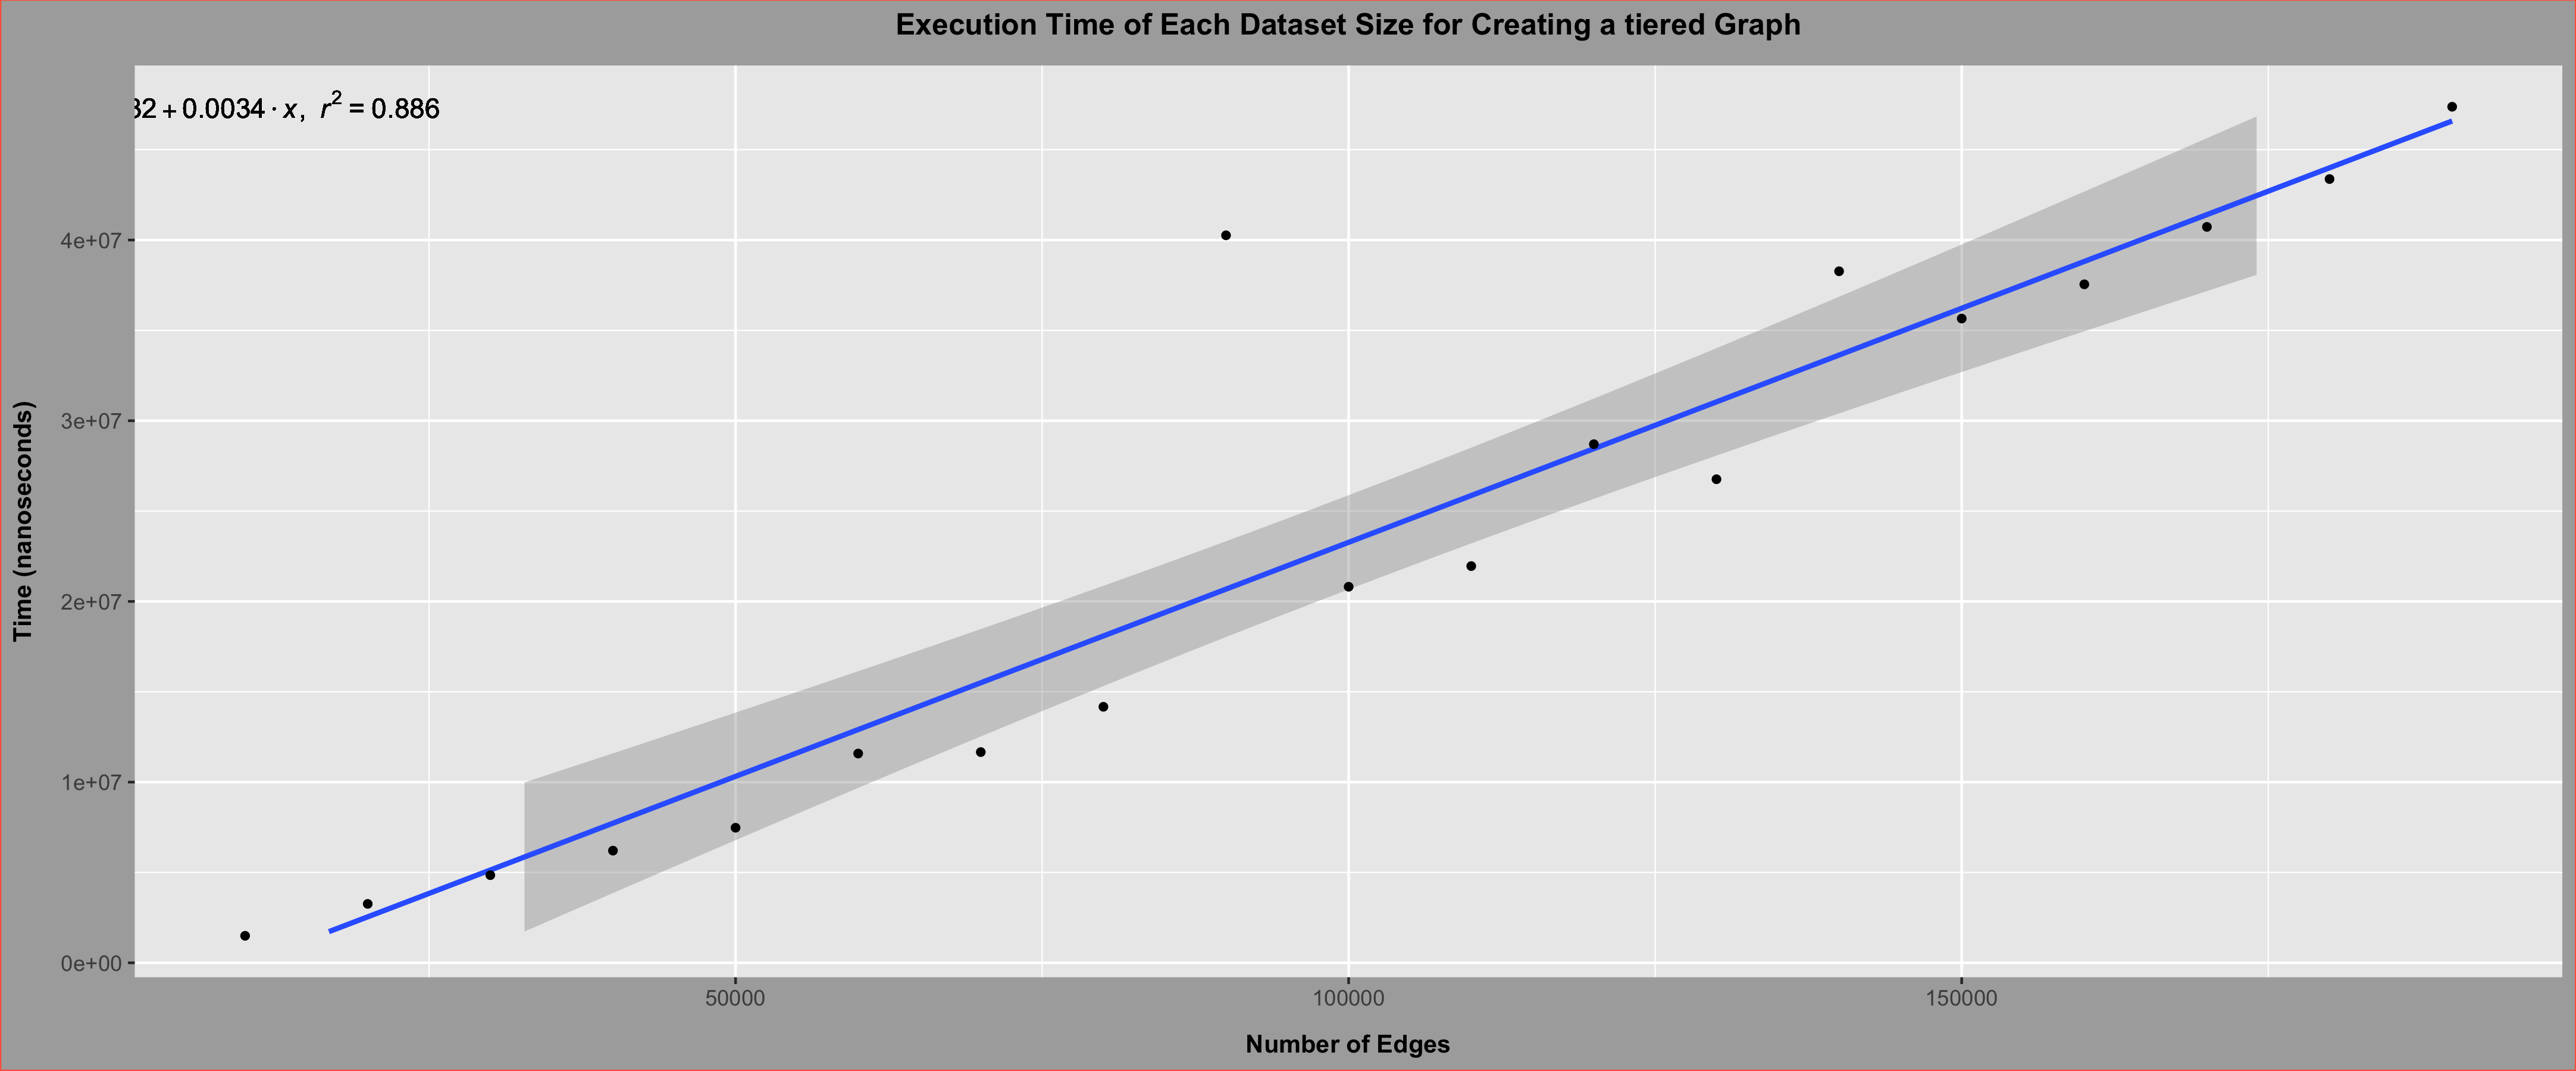 Execution Time of Each Dataset Size for Creating a tiered Graph
32 + 0.0034 · x, r² = 0.886
4e+07
3e+07
2e+07
1e+07
0e+00
Time (nanoseconds)
50000 100000 150000
Number of Edges